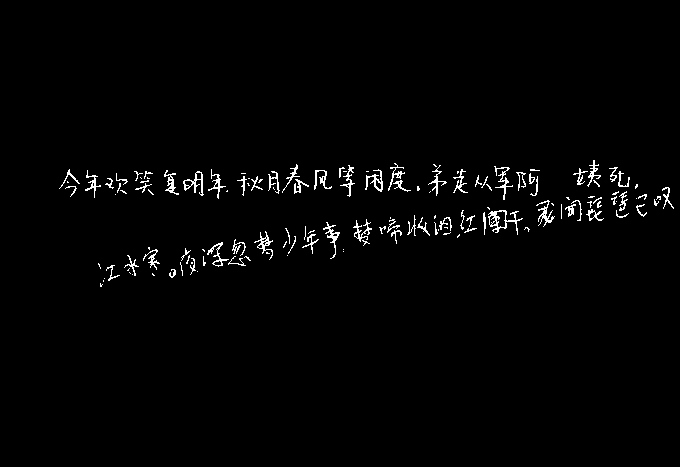 今年欢笑复明年.秋月春风等闲度.弟走从军阿姨死.
江水寒。夜深忽梦少年事.梦啼收泪红阑干、我闻琵琶已叹